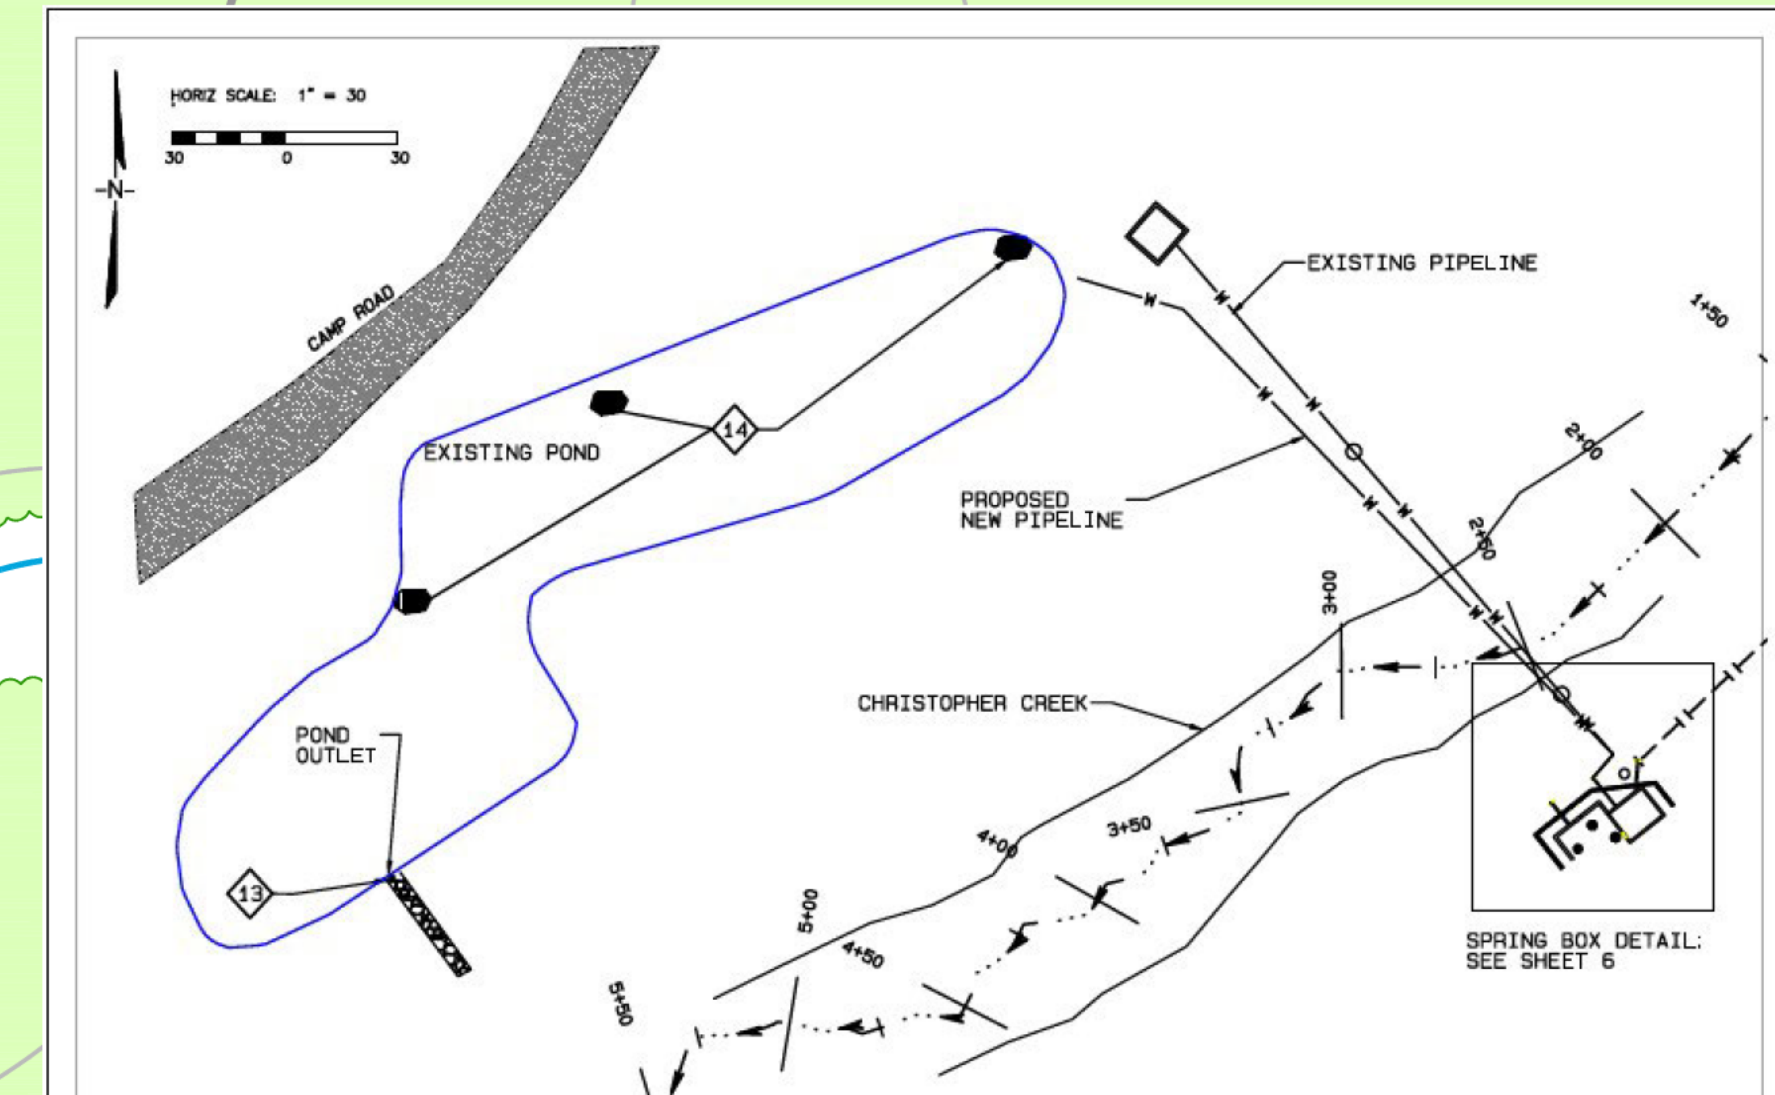 HORIZ SCALE: 1" = 30
30 0 30
-N-
CAMP ROAD
EXISTING PIPELINE
1+50
14
EXISTING POND
2+00
PROPOSED
NEW PIPELINE
2+50
W
W
W
W
W
W
W
W
W
3+00
CHRISTOPHER CREEK
POND
OUTLET
3+50
4+00
13
5+00
4+50
SPRING BOX DETAIL:
SEE SHEET 6
5+50